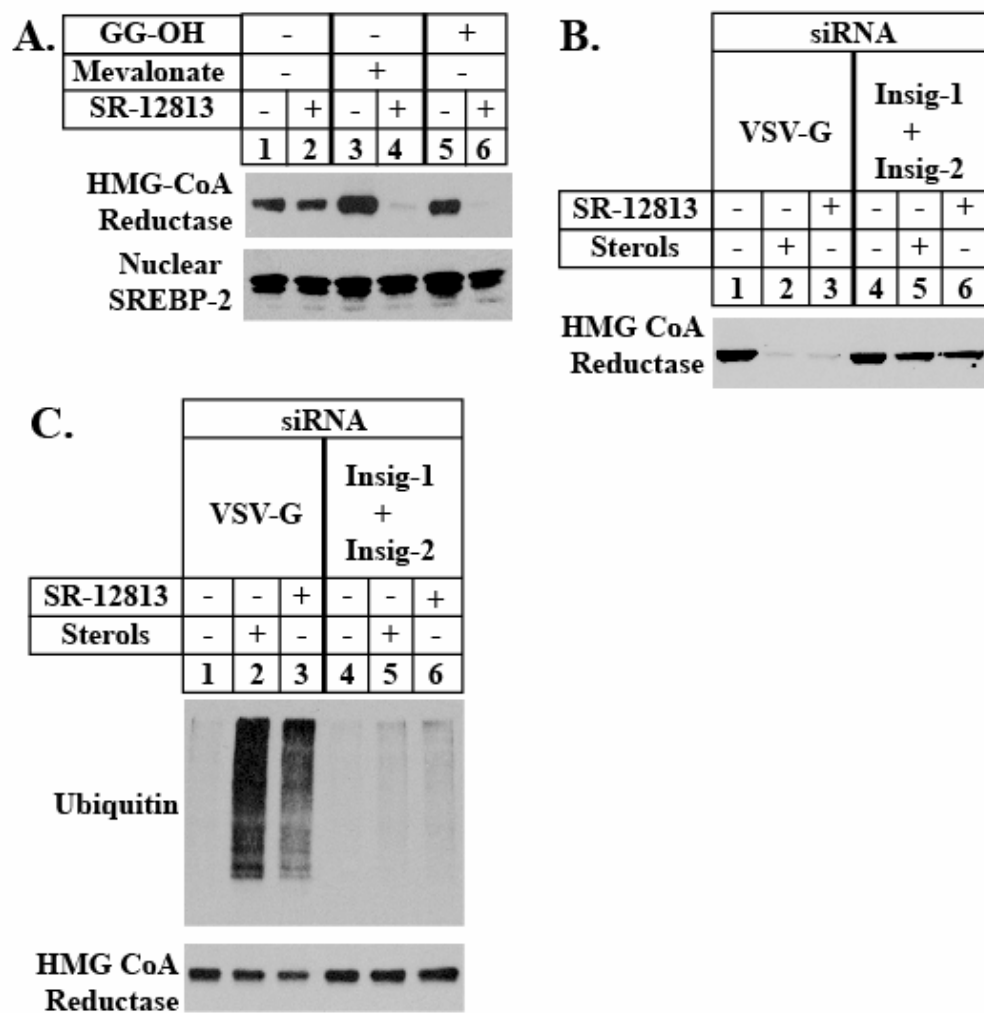 A.
GG-OH - - +
Mevalonate - + -
SR-12813 - + - + - +
1 2 3 4 5 6
HMG-CoA
Reductase
Nuclear
SREBP-2
B.
siRNA
VSV-G
Insig-1
+
Insig-2
SR-12813 - - + - - +
Sterols - + - - + -
1 2 3 4 5 6
HMG CoA
Reductase
C.
siRNA
VSV-G
Insig-1
+
Insig-2
SR-12813 - - + - - +
Sterols - + - - + -
1 2 3 4 5 6
Ubiquitin
HMG CoA
Reductase